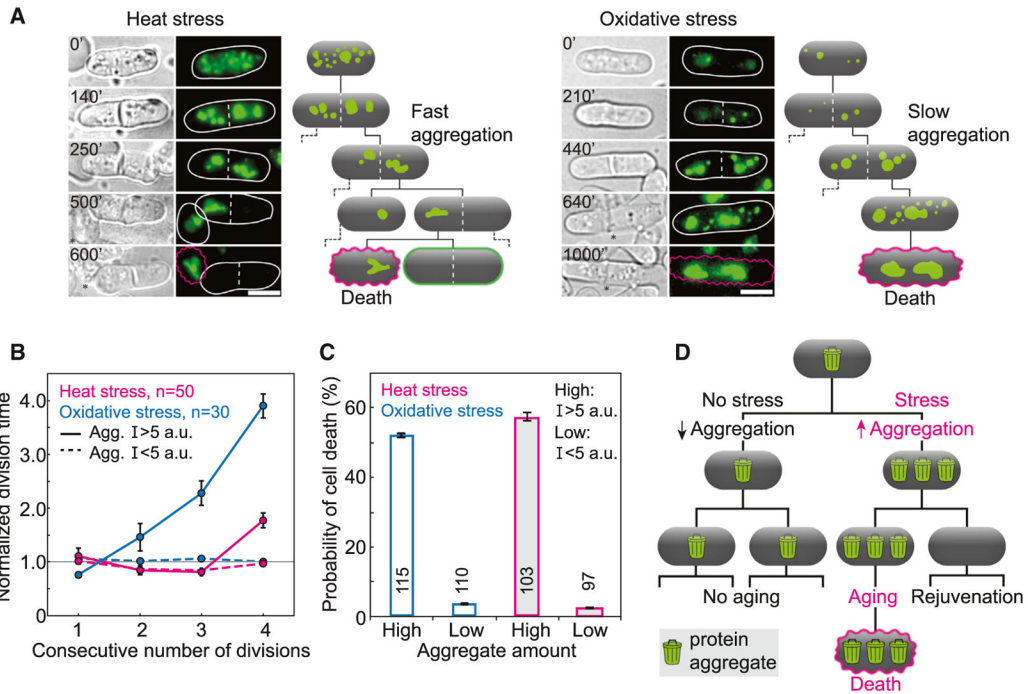 A
Heat stress
0'
140'
250'
500'
600'
*
Fast
aggregation
Death
Oxidative stress
0'
210'
440'
640'
*
1000'
*
Slow
aggregation
Death
B
Normalized division time
4.0
3.0
2.0
1.0
0
Heat stress, n=50
Oxidative stress, n=30
Agg. I>5 a.u.
Agg. I<5 a.u.
1 2 3 4
Consecutive number of divisions
C
Probability of cell death (%)
60
40
20
0
Heat stress
Oxidative stress
High:
I>5 a.u.
Low:
I<5 a.u.
115
110
103
97
High Low High Low
Aggregate amount
D
No stress
↓ Aggregation
Stress
↑ Aggregation
No aging
Aging
Rejuvenation
protein
aggregate
Death